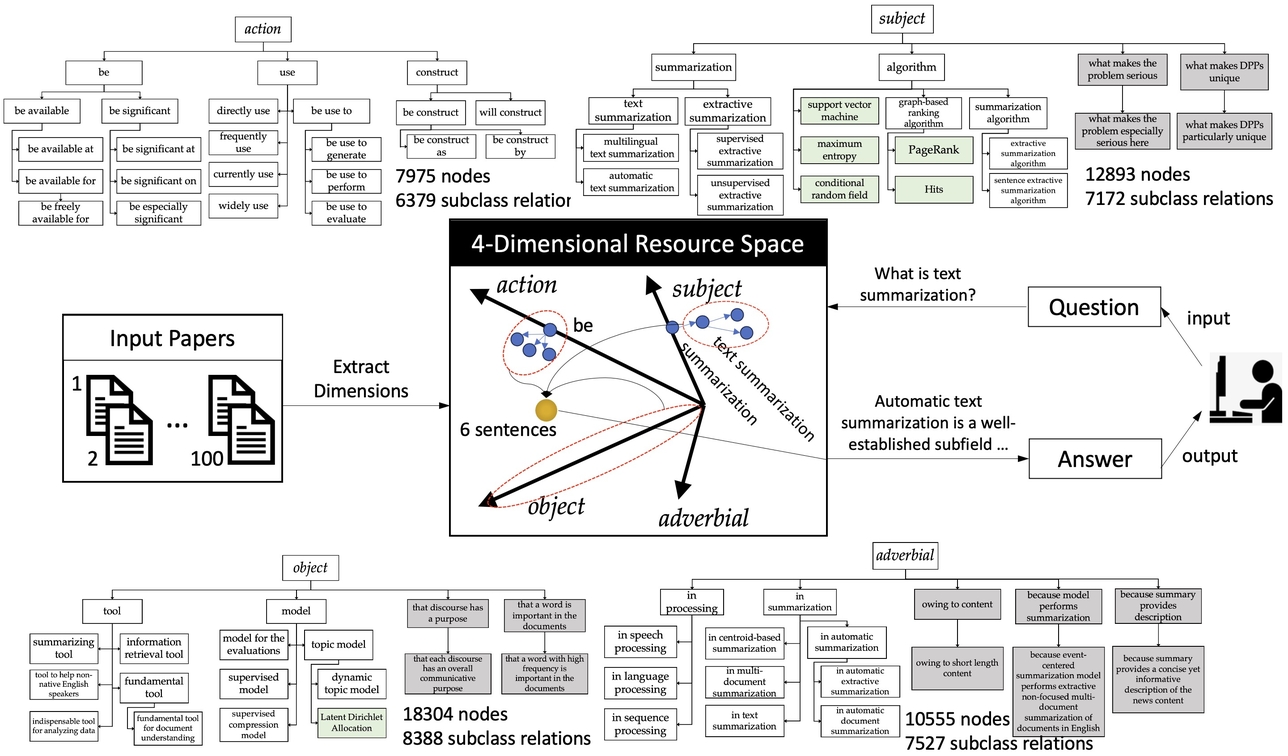 action
be
use
construct
be available
be significant
directly use
be use to
be construct
will construct
be available at
be significant at
frequently
use
be use to
generate
be construct
as
be construct
by
be available for
be significant on
currently use
be use to
perform
be freely
available for
be especially
significant
widely use
be use to
evaluate
7975 nodes
6379 subclass relation
subject
summarization
algorithm
what makes the
problem serious
what makes DPPs
unique
text
summarization
extractive
summarization
support vector
machine
graph-based
ranking
algorithm
summarization
algorithm
what makes the
problem especially
serious here
what makes DPPs
particularly unique
multilingual
text summarization
supervised
extractive
summarization
maximum
entropy
PageRank
extractive
summarization
algorithm
automatic
text summarization
unsupervised
extractive
summarization
conditional
random field
Hits
sentence extractive
summarization
algorithm
12893 nodes
7172 subclass relations
Input Papers
1
2
...
100
Extract
Dimensions
4-Dimensional Resource Space
action
subject
be
summarization
text summarization
6 sentences
object
adverbial
What is text
summarization?
Question
input
Automatic text
summarization is a well-
established subfield ...
Answer
output
object
tool
model
that discourse has
a purpose
that a word is
important in the
documents
summarizing
tool
information
retrieval tool
model for the
evaluations
topic model
that each discourse
has an overall
communicative
purpose
that a word with high
frequency is
important in the
documents
tool to help non-
native English
speakers
fundamental
tool
supervised
model
dynamic
topic model
indispensable tool
for analyzing data
fundamental tool
for document
understanding
supervised
compression
model
Latent Dirichlet
Allocation
18304 nodes
8388 subclass relations
adverbial
in
processing
in
summarization
owing to content
because model
performs
summarization
because summary
provides
description
in speech
processing
in centroid-based
summarization
in automatic
summarization
owing to short length
content
because event-
centered
summarization model
performs extractive
non-focused multi-
document
summarization of
documents in English
because summary
provides a concise yet
informative
description of the
news content
in language
processing
in multi-
document
summarization
in automatic
extractive
summarization
in sequence
processing
in text
summarization
in automatic
document
summarization
10555 nodes
7527 subclass relations